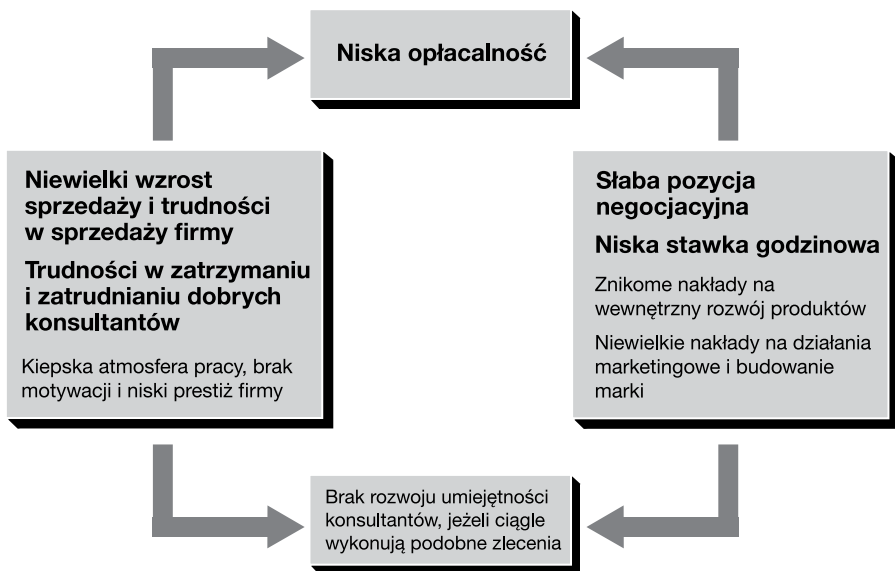 Niska opłacalność
Niewielki wzrost
sprzedaży i trudności
w sprzedaży firmy
Trudności w zatrzymaniu
i zatrudnianiu dobrych
konsultantów
Kiepska atmosfera pracy, brak
motywacji i niski prestiż firmy
Słaba pozycja
negocjacyjna
Niska stawka godzinowa
Znikome nakłady na
wewnętrzny rozwój produktów
Niewielkie nakłady na działania
marketingowe i budowanie
marki
Brak rozwoju umiejętności
konsultantów, jeżeli ciągle
wykonują podobne zlecenia